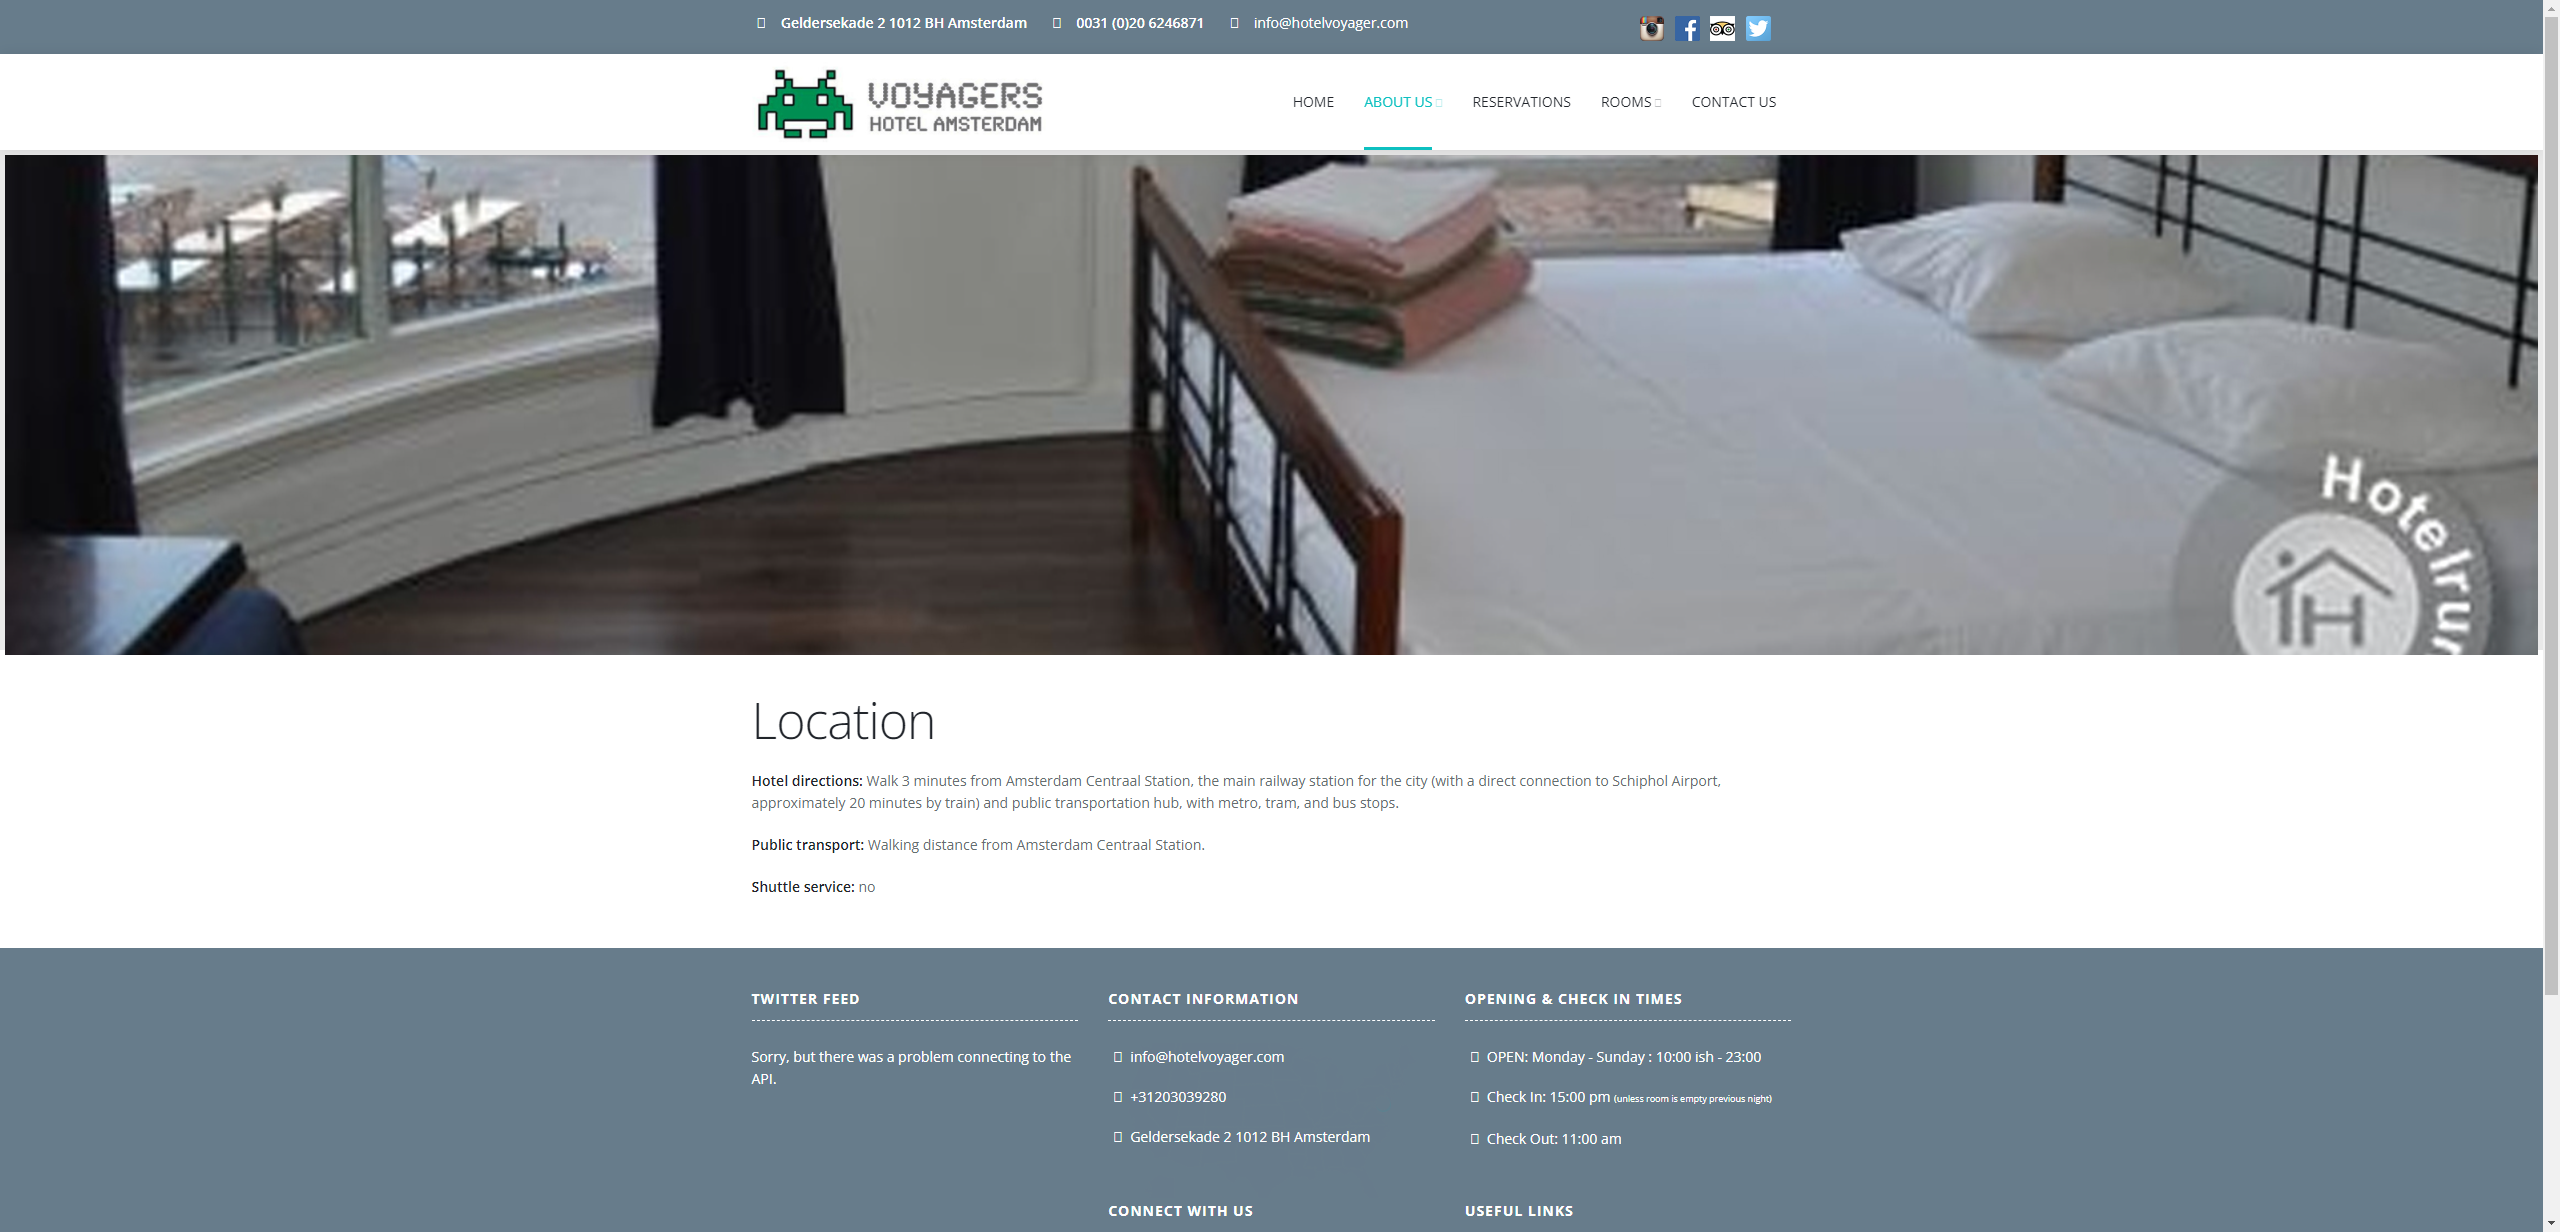 Geldersekade 2 1012 BH Amsterdam 0031 (0)20 6246871 info@hotelvoyager.com
VOYAGERS
HOTEL AMSTERDAM
HOME ABOUT US RESERVATIONS ROOMS CONTACT US
Hotelru
H
Location
Hotel directions: Walk 3 minutes from Amsterdam Centraal Station, the main railway station for the city (with a direct connection to Schiphol Airport,
approximately 20 minutes by train) and public transportation hub, with metro, tram, and bus stops.
Public transport: Walking distance from Amsterdam Centraal Station.
Shuttle service: no
TWITTER FEED
Sorry, but there was a problem connecting to the
API.
CONTACT INFORMATION
info@hotelvoyager.com
+31203039280
Geldersekade 2 1012 BH Amsterdam
OPENING & CHECK IN TIMES
OPEN: Monday - Sunday : 10:00 ish - 23:00
Check In: 15:00 pm (unless room is empty previous night)
Check Out: 11:00 am
CONNECT WITH US
USEFUL LINKS